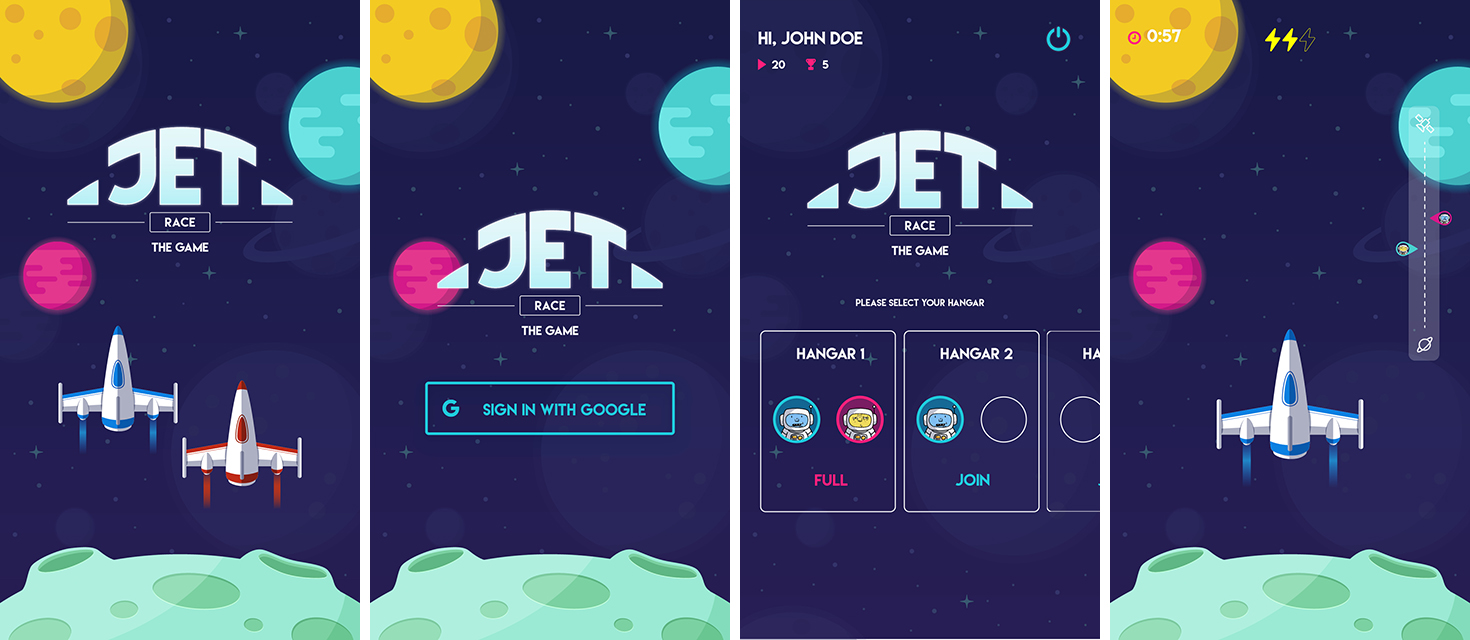 JET
RACE
THE GAME
JET
RACE
THE GAME
G SIGN IN WITH GOOGLE
HI, JOHN DOE
20 5
JET
RACE
THE GAME
PLEASE SELECT YOUR HANGAR
HANGAR 1
FULL
HANGAR 2
JOIN
HA
0:57